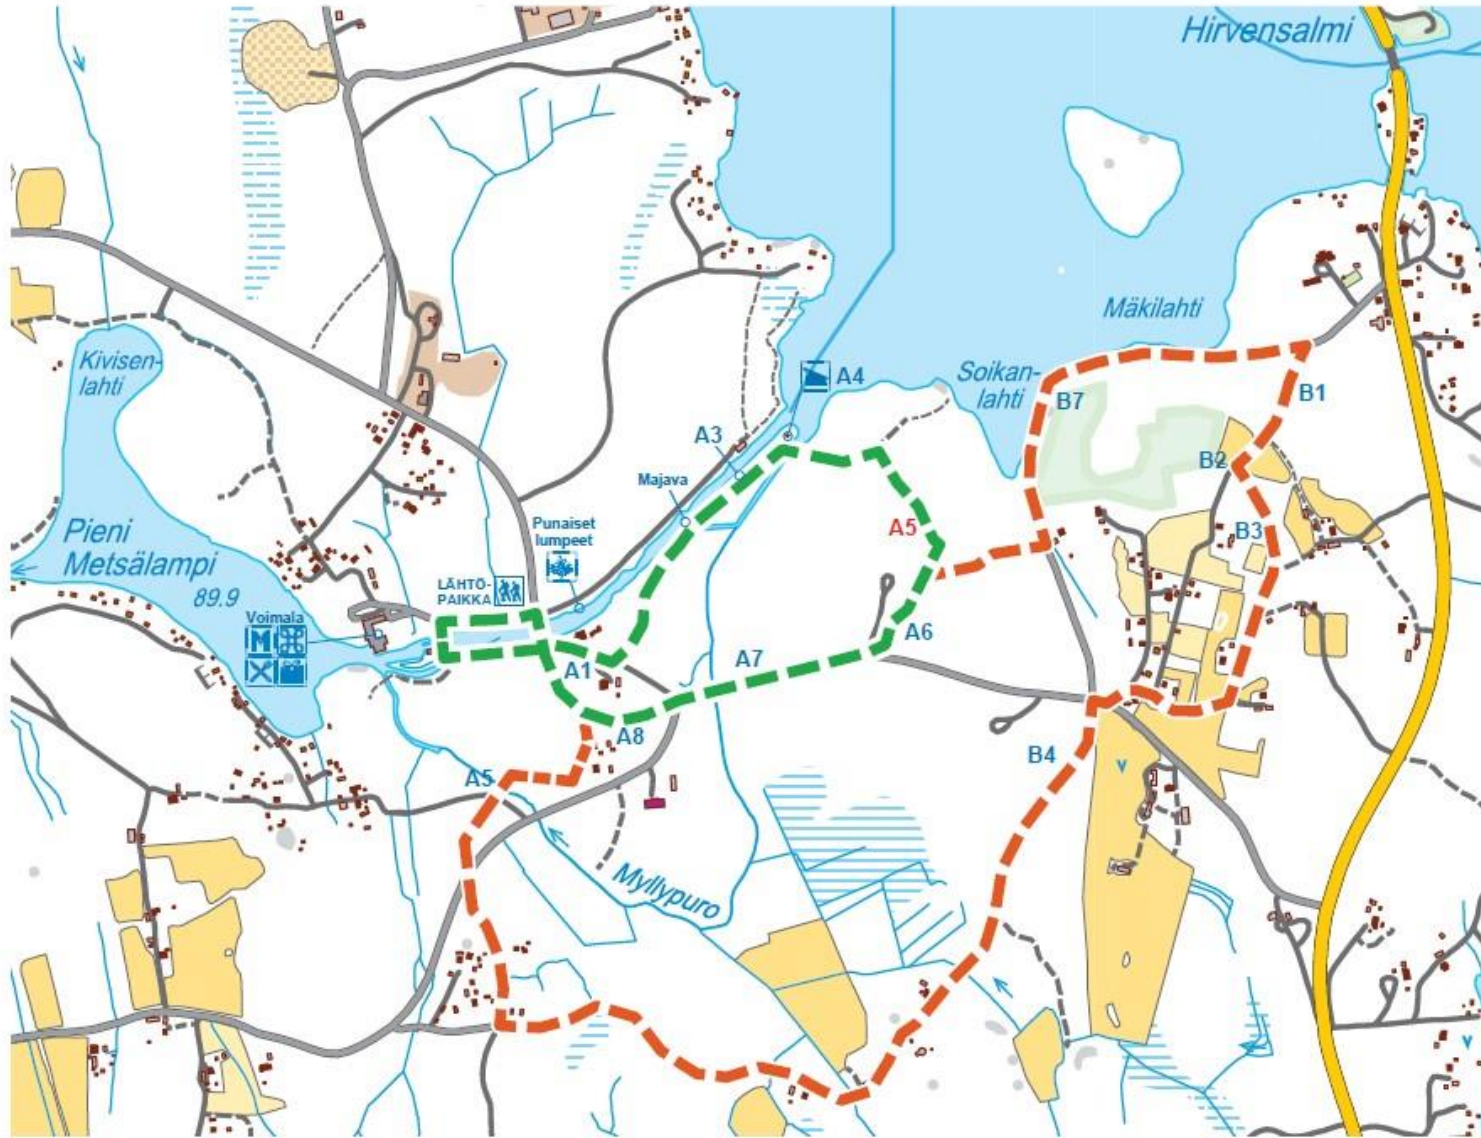 Hirvensalmi
Mäkilahti
Kivisen-
lahti
A4
Soikan-
lahti
B7
B1
A3
B2
Majava
Pieni
Metsälampi
89.9
Punaiset
lumpeet
A5
B3
LÄHTÖ-
PAIKKA
Voimala
M
A6
A1
A7
A8
B4
A5
Myllypuro